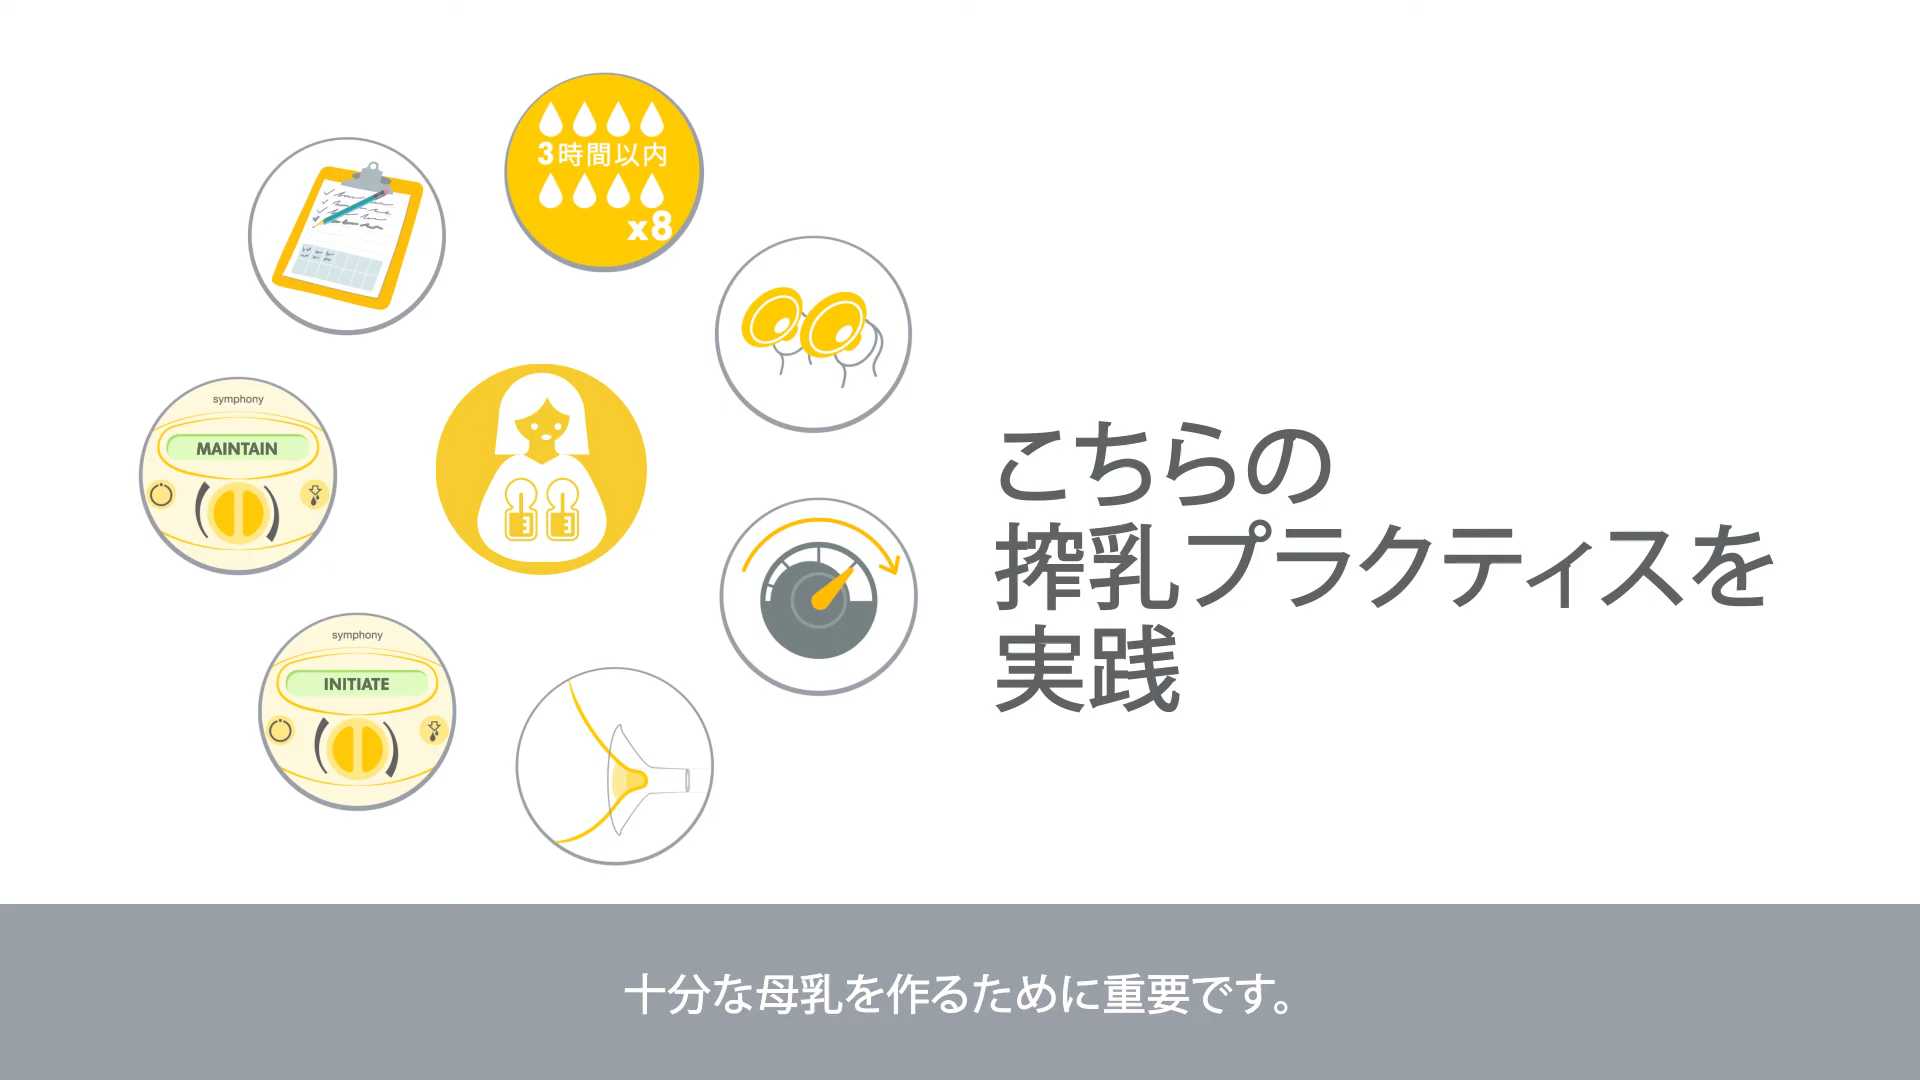 3時間以内
x8
symphony
MAINTAIN
symphony
INITIATE
こちらの
搾乳プラクティスを
実践
十分な母乳を作るために重要です。